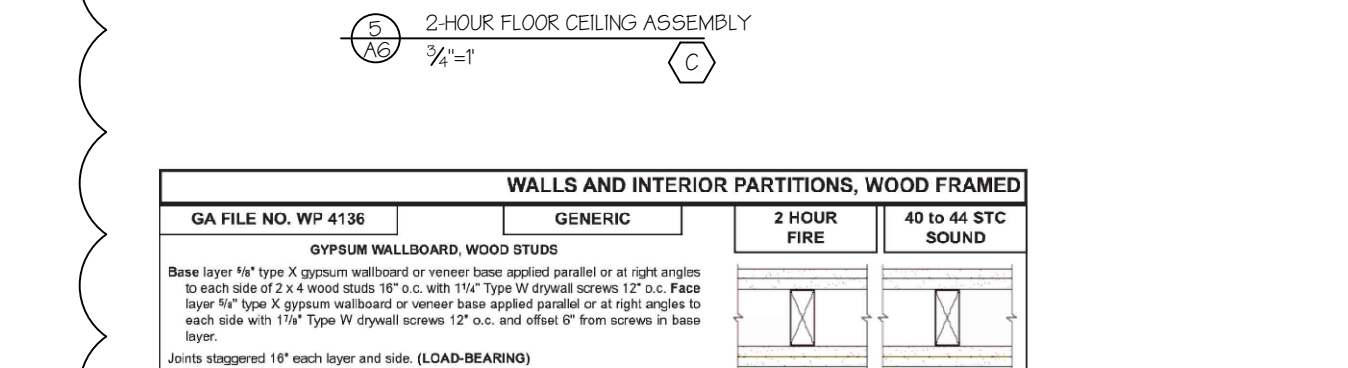 5
A6
2-HOUR FLOOR CEILING ASSEMBLY
3/4"=1'
C
WALLS AND INTERIOR PARTITIONS, WOOD FRAMED
GA FILE NO. WP 4136
GENERIC
2 HOUR
FIRE
40 to 44 STC
SOUND
GYPSUM WALLBOARD, WOOD STUDS
Base layer 5/8" type X gypsum wallboard or veneer base applied parallel or at right angles
to each side of 2 x 4 wood studs 16" o.c. with 1 1/4" Type W drywall screws 12" o.c. Face
layer 5/8" type X gypsum wallboard or veneer base applied parallel or at right angles to
each side with 1 7/8" Type W drywall screws 12" o.c. and offset 6" from screws in base
layer.
Joints staggered 16" each layer and side. (LOAD-BEARING)